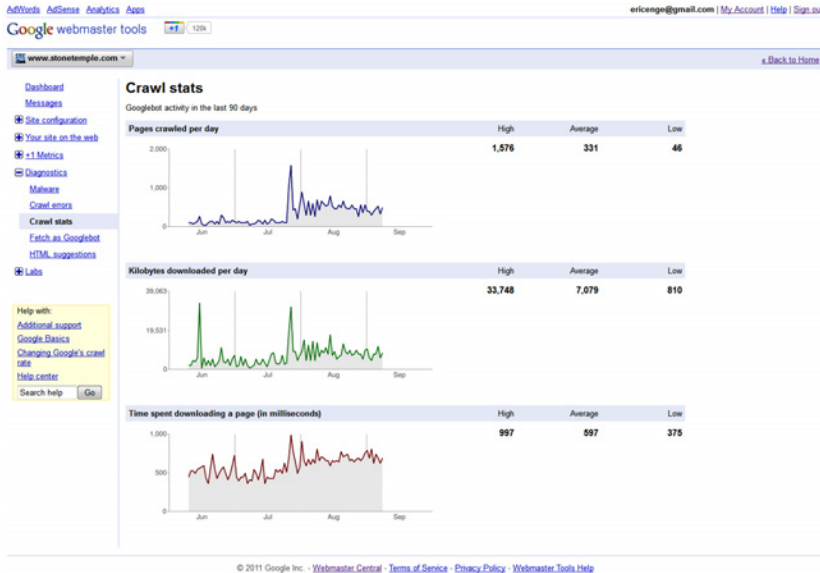 AdWords AdSense Analytics Apps
ericenge@gmail.com | My Account | Help | Sign ou
Google webmaster tools +1 120k
www.stonetemple.com
« Back to Home
Dashboard
Messages
Site configuration
Your site on the web
+1 Metrics
Diagnostics
Malware
Crawl errors
Crawl stats
Fetch as Googlebot
HTML suggestions
Labs
Help with:
Additional support
Google Basics
Changing Google's crawl
rate
Help center
Search help Go
Crawl stats
Googlebot activity in the last 90 days
Pages crawled per day High Average Low
1,576 331 46
2,000
1,000
0
Jun Jul Aug Sep
Kilobytes downloaded per day High Average Low
33,748 7,079 810
39,063
19,531
0
Jun Jul Aug Sep
Time spent downloading a page (in milliseconds) High Average Low
997 597 375
1,000
500
0
Jun Jul Aug Sep
© 2011 Google Inc. - Webmaster Central - Terms of Service - Privacy Policy - Webmaster Tools Help